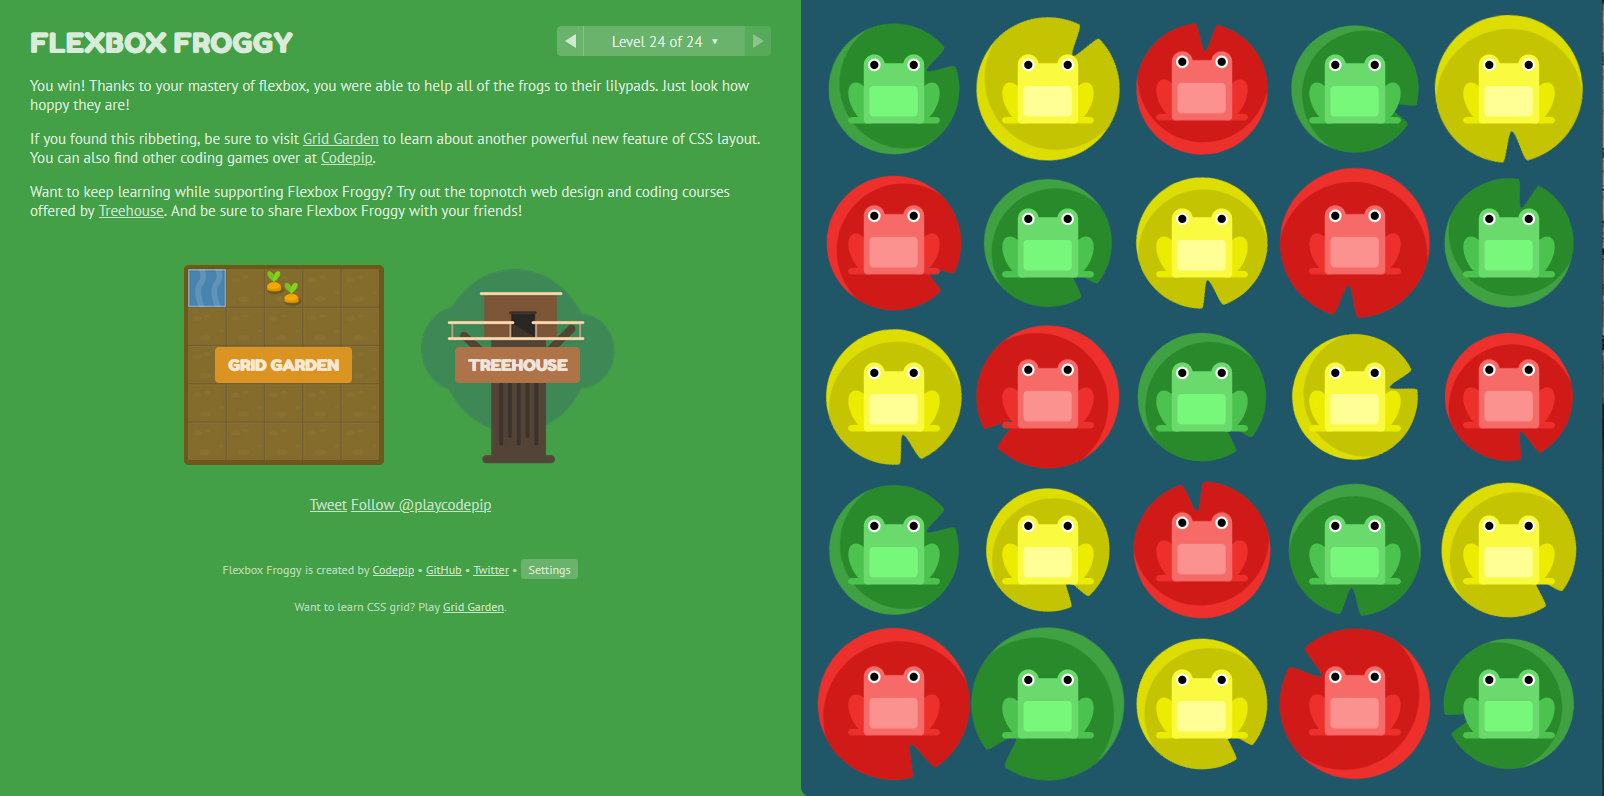 FLEXBOX FROGGY
Level 24 of 24
You win! Thanks to your mastery of flexbox, you were able to help all of the frogs to their lilypads. Just look how
hoppy they are!
If you found this ribbeting, be sure to visit Grid Garden to learn about another powerful new feature of CSS layout.
You can also find other coding games over at Codepip.
Want to keep learning while supporting Flexbox Froggy? Try out the topnotch web design and coding courses
offered by Treehouse. And be sure to share Flexbox Froggy with your friends!
GRID GARDEN
TREEHOUSE
Tweet Follow @playcodepip
Flexbox Froggy is created by Codepip • GitHub • Twitter • Settings
Want to learn CSS grid? Play Grid Garden.